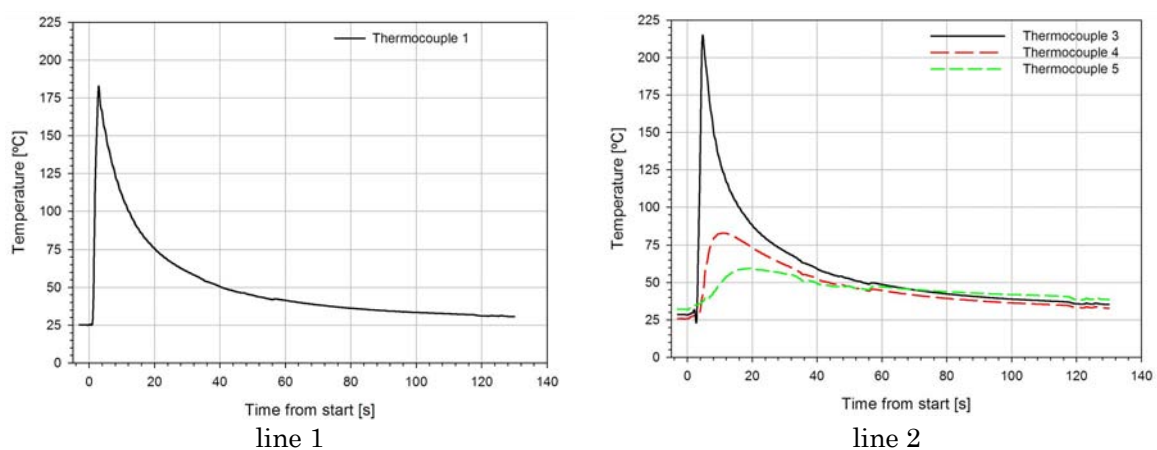 225
200
175
150
125
100
75
50
25
0
Temperature [ºC]
Thermocouple 1
0 20 40 60 80 100 120 140
Time from start [s]
line 1
225
200
175
150
125
100
75
50
25
0
Temperature [ºC]
Thermocouple 3
Thermocouple 4
Thermocouple 5
0 20 40 60 80 100 120 140
Time from start [s]
line 2